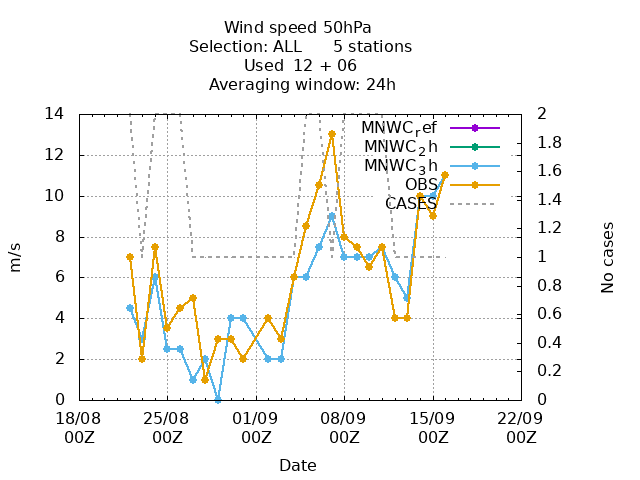 Wind speed 50hPa
Selection: ALL 5 stations
Used 12 + 06
Averaging window: 24h
14 2
MNWC_ref
12 1.8
MNWC_2h
1.6
MNWC_3h
10 OBS 1.4
CASES
8 1.2
m/s 1 No cases
6 0.8
4 0.6
0.4
2 0.2
0 0
18/08 25/08 01/09 08/09 15/09 22/09
00Z 00Z 00Z 00Z 00Z 00Z
Date